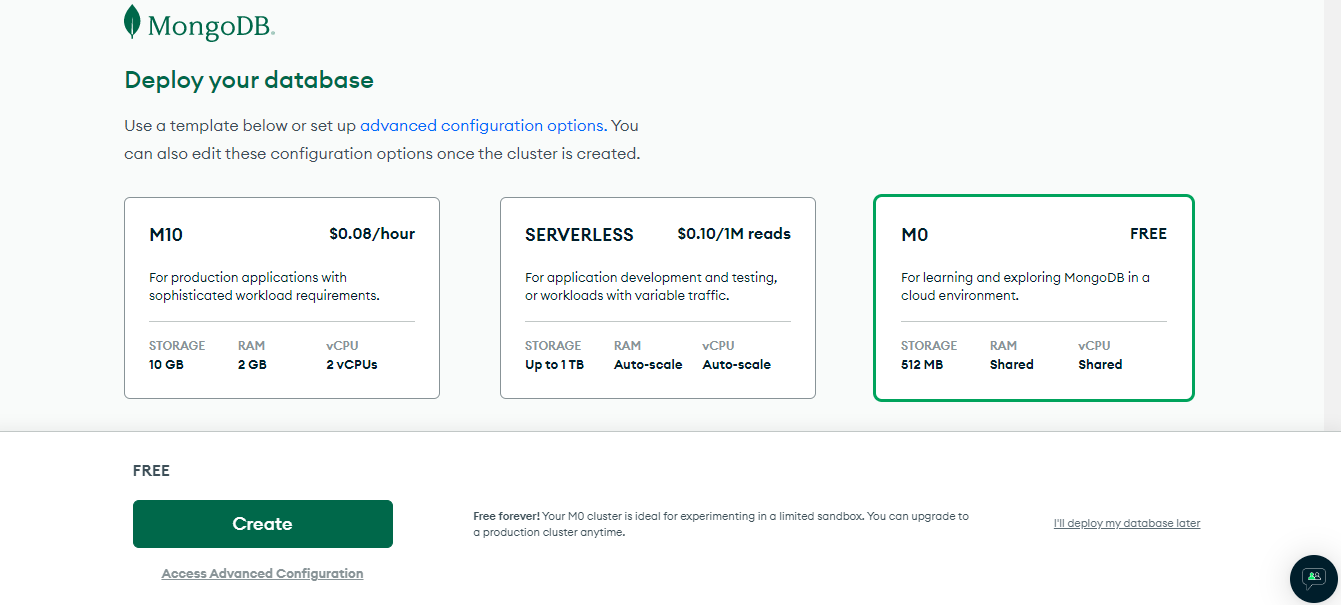 MongoDB.
Deploy your database
Use a template below or set up advanced configuration options. You
can also edit these configuration options once the cluster is created.
M10 $0.08/hour
For production applications with
sophisticated workload requirements.
STORAGE RAM vCPU
10 GB 2 GB 2 vCPUs
SERVERLESS $0.10/1M reads
For application development and testing,
or workloads with variable traffic.
STORAGE RAM vCPU
Up to 1 TB Auto-scale Auto-scale
M0 FREE
For learning and exploring MongoDB in a
cloud environment.
STORAGE RAM vCPU
512 MB Shared Shared
FREE
Create
Access Advanced Configuration
Free forever! Your M0 cluster is ideal for experimenting in a limited sandbox. You can upgrade to
a production cluster anytime.
I'll deploy my database later